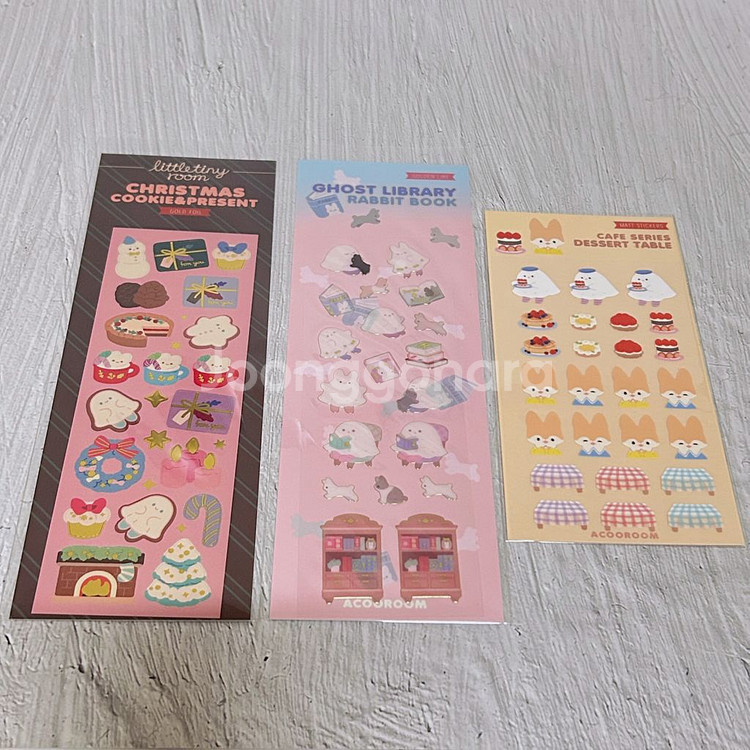 littletiny
room
CHRISTMAS
COOKIE&PRESENT
GOLD FOIL
GHOST LIBRARY
RABBIT BOOK
ACOOROOM
MATT STICKERS
CAFE SERIES
DESSERT TABLE
ACOOROOM
joonggonara